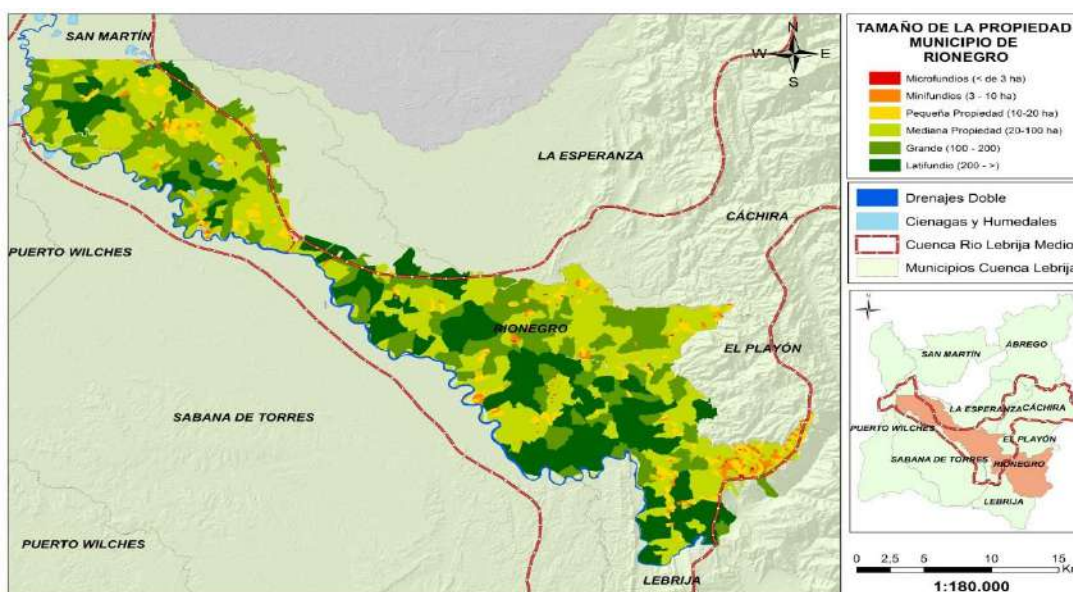 SAN MARTÍN
N
W E
S
LA ESPERANZA
CÁCHIRA
PUERTO WILCHES
RIONEGRO
EL PLAYÓN
SABANA DE TORRES
PUERTO WILCHES
LEBRIJA
TAMAÑO DE LA PROPIEDAD
MUNICIPIO DE
RIONEGRO
Microfundios (< de 3 ha)
Minifundios (3 - 10 ha)
Pequeña Propiedad (10-20 ha)
Mediana Propiedad (20-100 ha)
Grande (100 - 200)
Latifundio (200 - >)
Drenajes Doble
Cienagas y Humedales
Cuenca Rio Lebrija Medio
Municipios Cuenca Lebrija
SAN MARTÍN
ÁBREGO
LA ESPERANZA CÁCHIRA
PUERTO WILCHES
EL PLAYÓN
SABANA DE TORRES
RIONEGRO
LEBRIJA
0 2,5 5 10 15
1:180.000